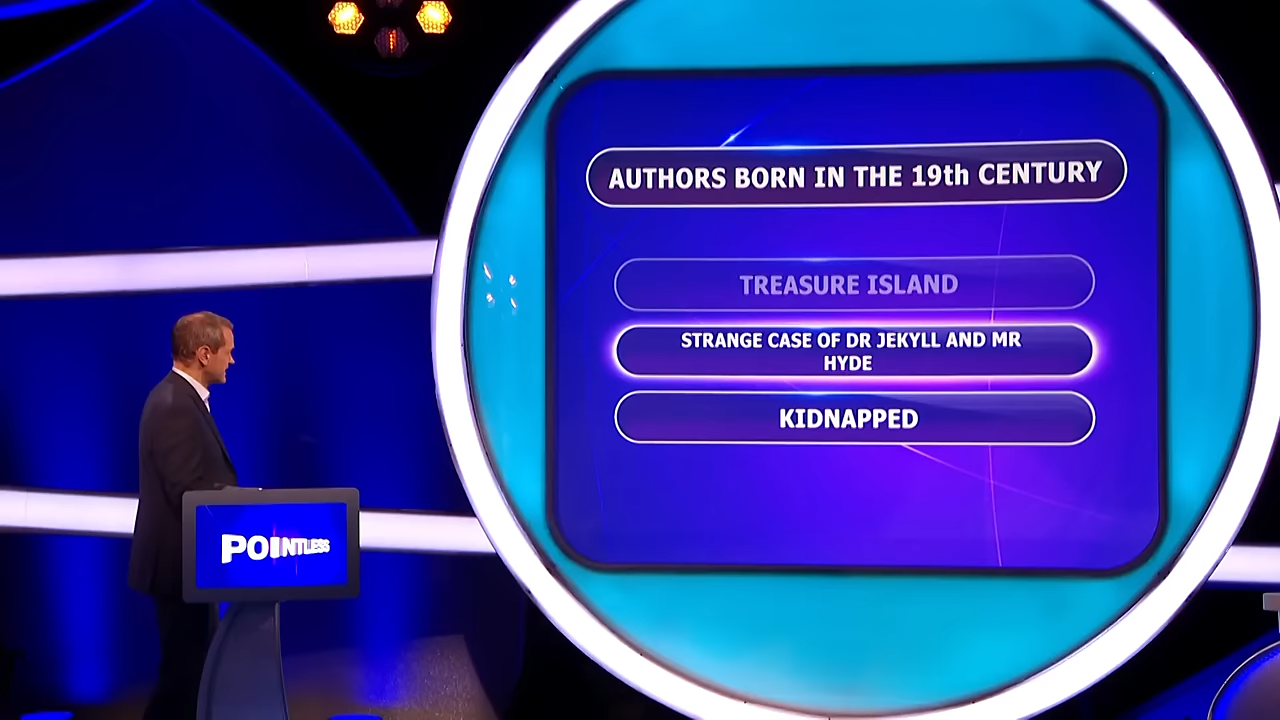 AUTHORS BORN IN THE 19th CENTURY
TREASURE ISLAND
STRANGE CASE OF DR JEKYLL AND MR
HYDE
KIDNAPPED
POINTLESS